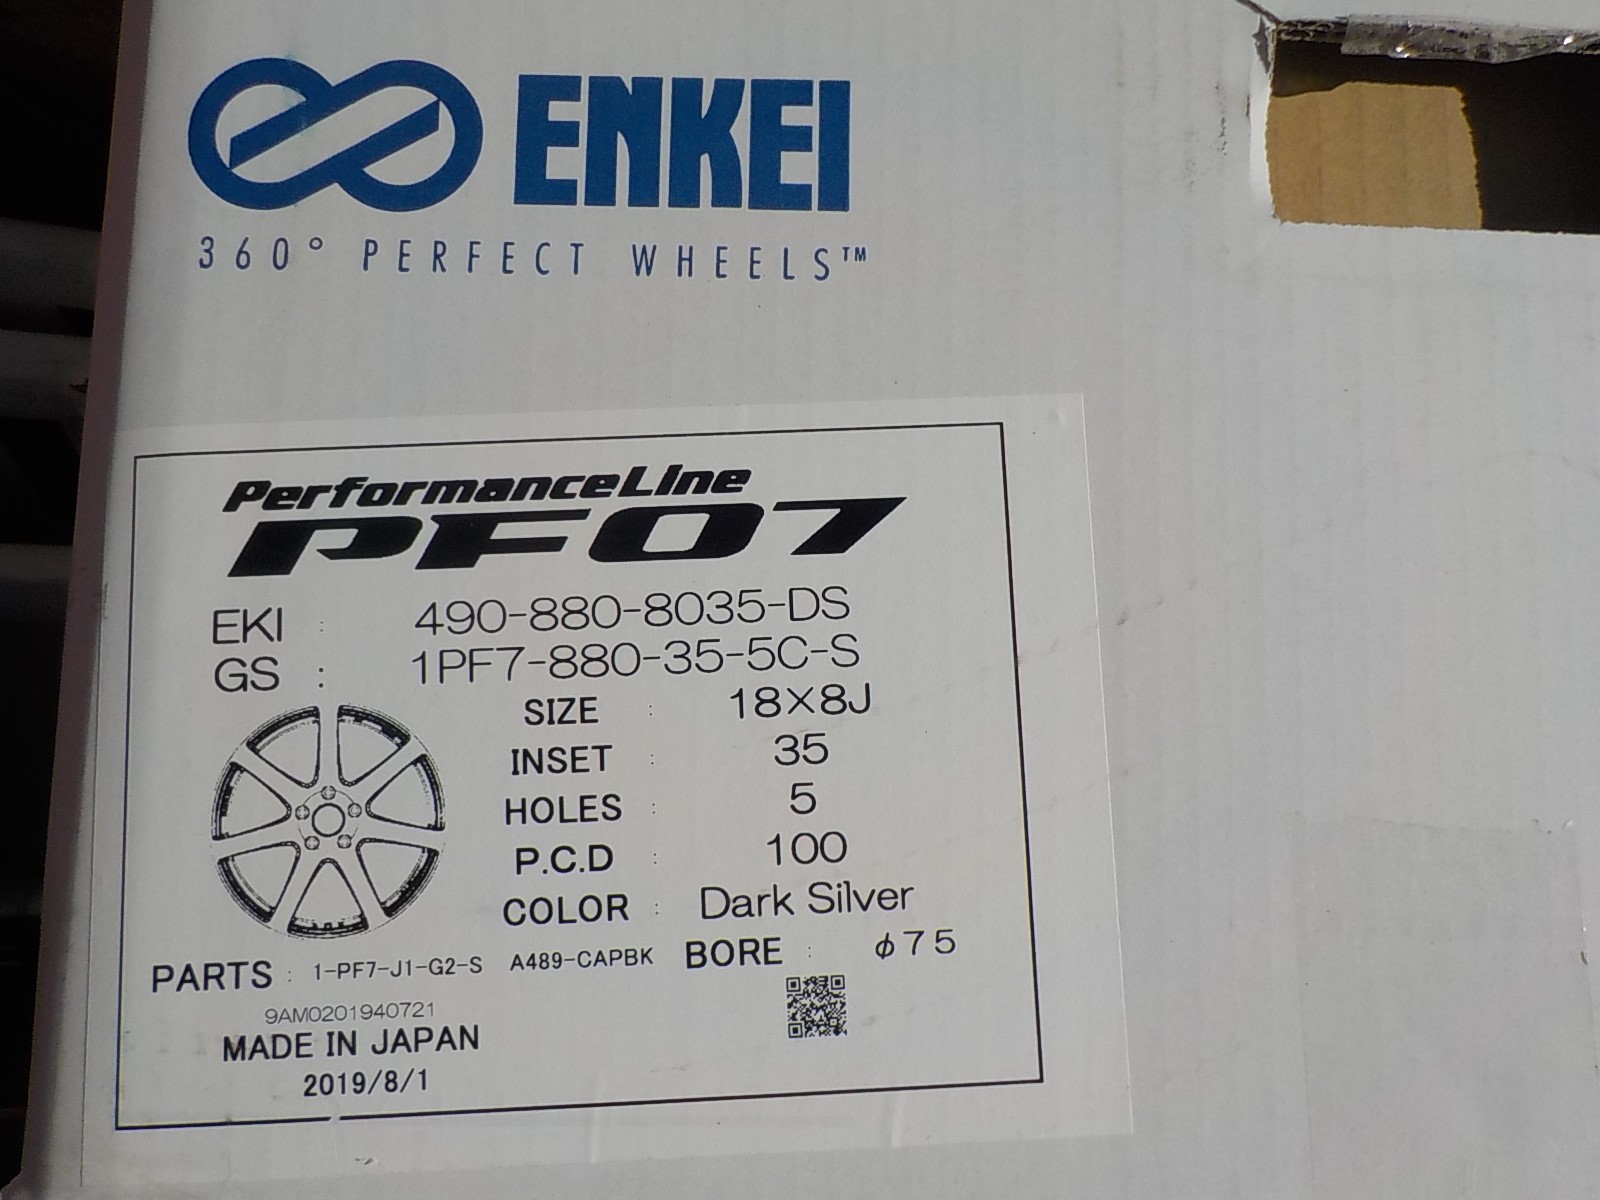 ENKEI
360° PERFECT WHEELS™
PerformanceLine
PF07
EKI : 490-880-8035-DS
GS : 1PF7-880-35-5C-S
SIZE : 18×8J
INSET : 35
HOLES : 5
P.C.D : 100
COLOR : Dark Silver
PARTS : 1-PF7-J1-G2-S A489-CAPBK BORE : φ75
9AM0201940721
MADE IN JAPAN
2019/8/1